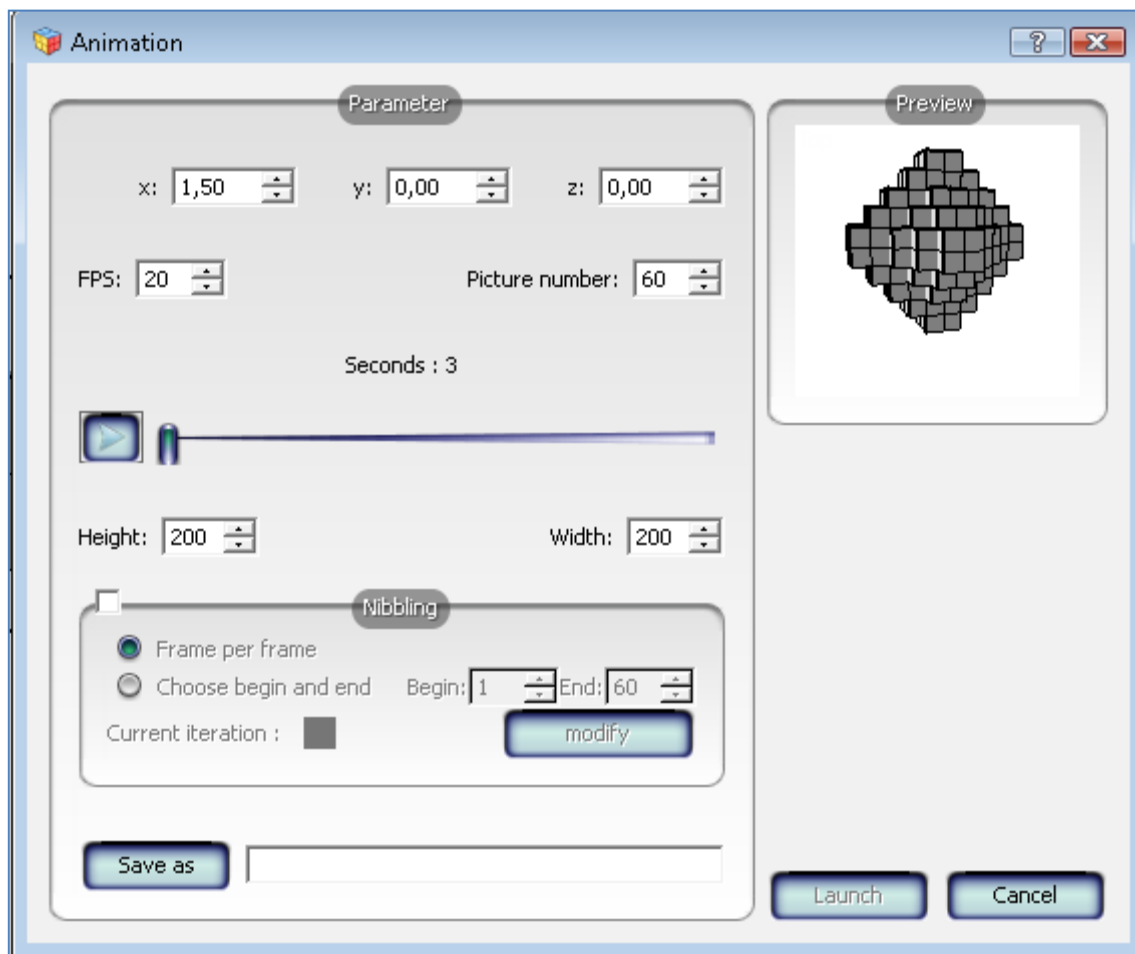 Animation
Parameter
Preview
x: 1,50 y: 0,00 z: 0,00
FPS: 20 Picture number: 60
Seconds : 3
Height: 200 Width: 200
Nibbling
Frame per frame
Choose begin and end Begin: 1 End: 60
Current iteration : modify
Save as
Launch Cancel